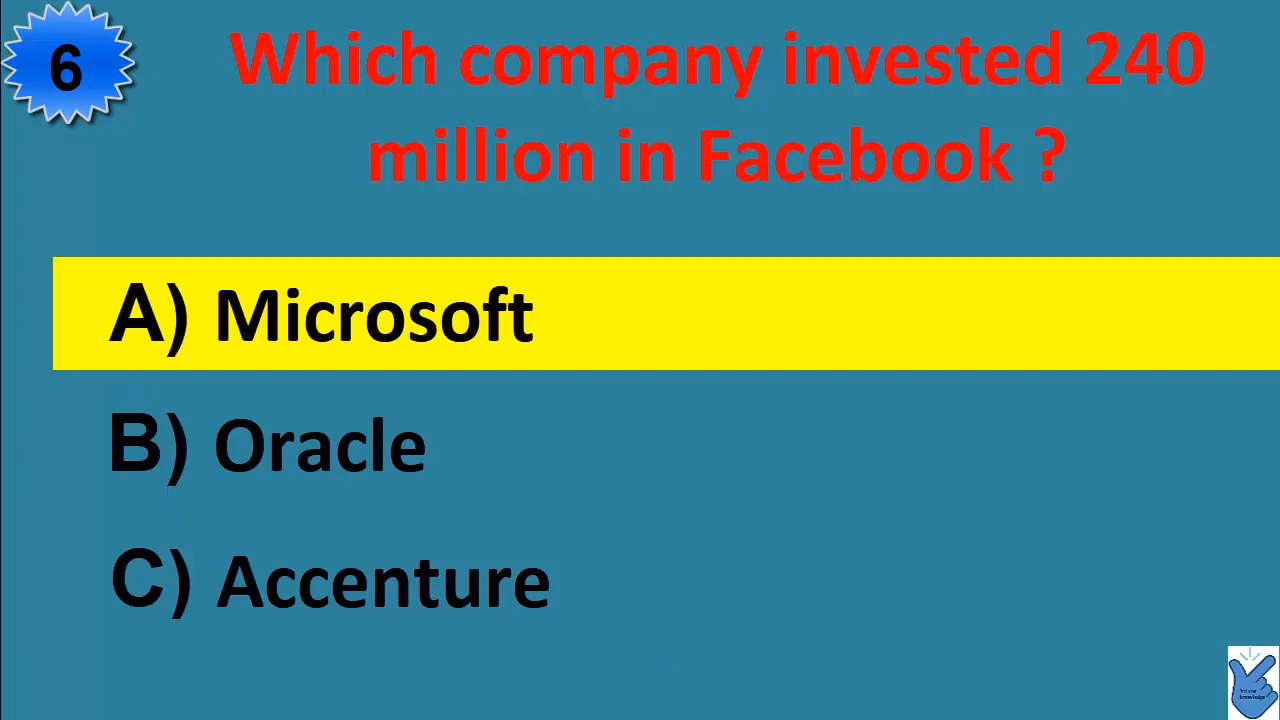 6
Which company invested 240
million in Facebook ?
A) Microsoft
B) Oracle
C) Accenture